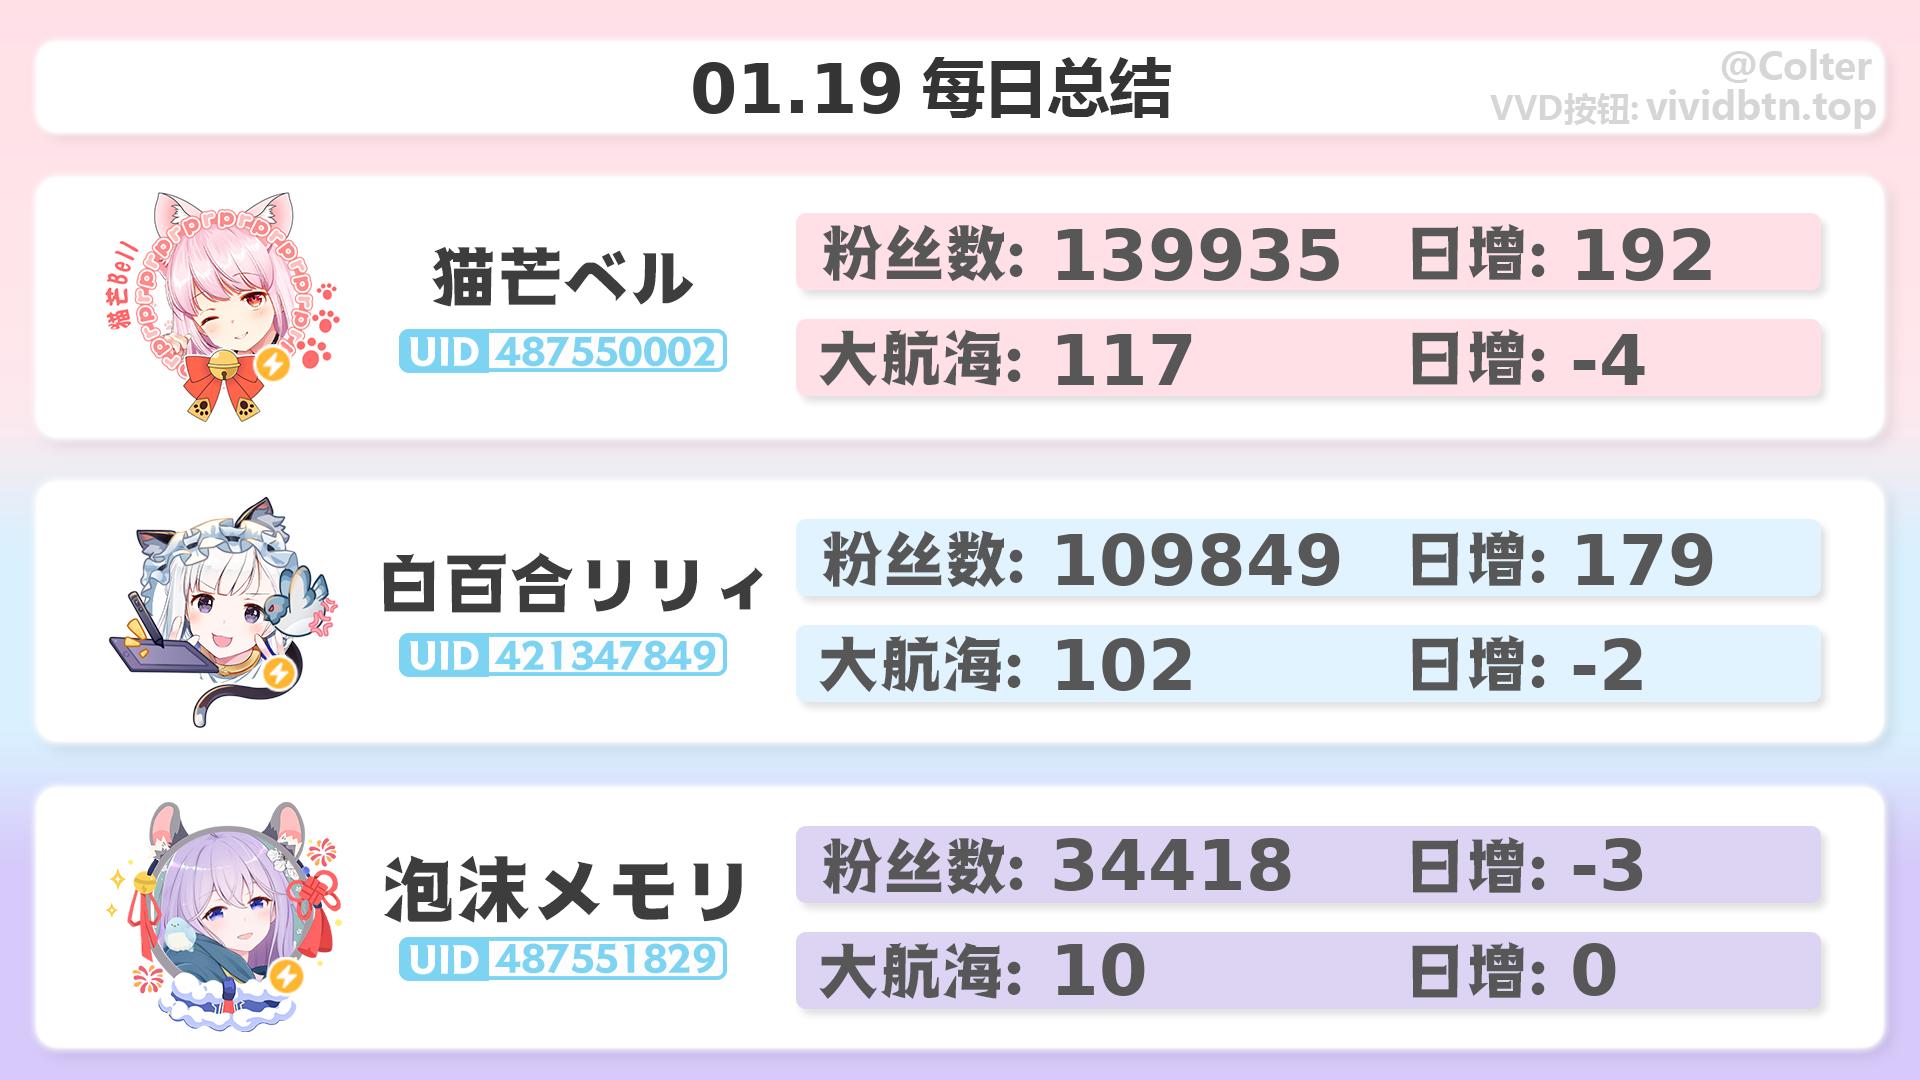 01.19 每日总结
@Colter
VVD按钮: vividbtn.top
猫芒Bell
prprprprprprprpr
猫芒ベル
UID 487550002
粉丝数: 139935 日增: 192
大航海: 117 日增: -4
白百合リリィ
UID 421347849
粉丝数: 109849 日增: 179
大航海: 102 日增: -2
泡沫メモリ
UID 487551829
粉丝数: 34418 日增: -3
大航海: 10 日增: 0